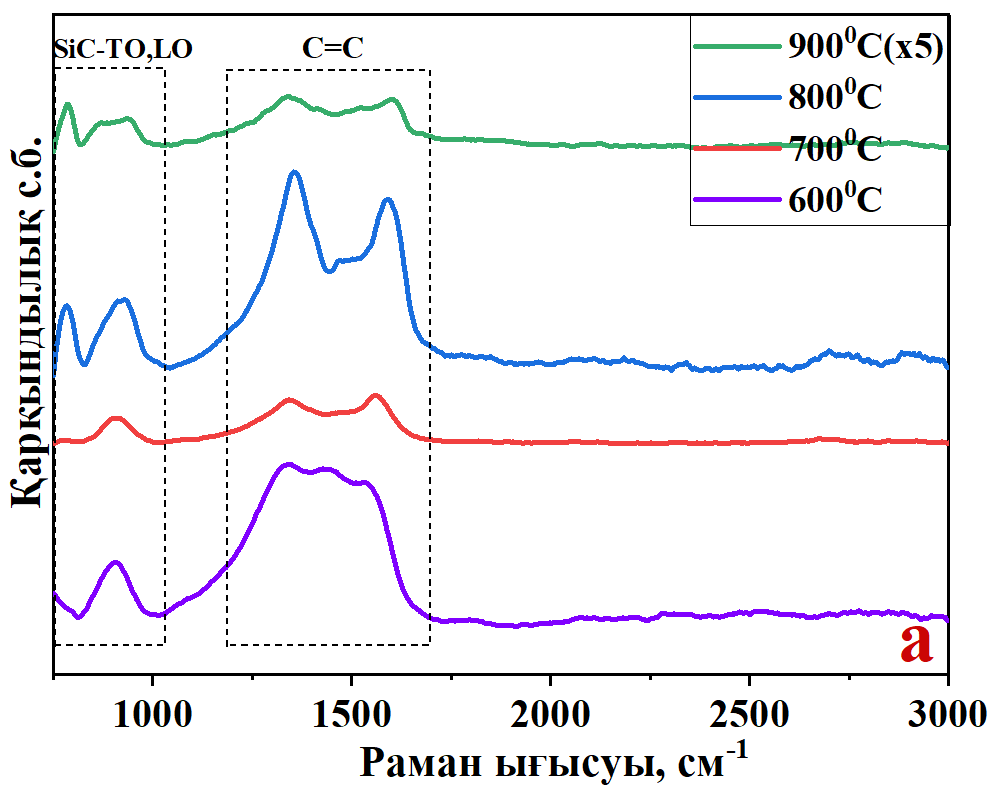 SiC-TO,LO
C=C
900⁰C(x5)
800⁰C
700⁰C
600⁰C
Қарқындылық с.б.
а
1000 1500 2000 2500 3000
Раман ығысуы, см⁻¹